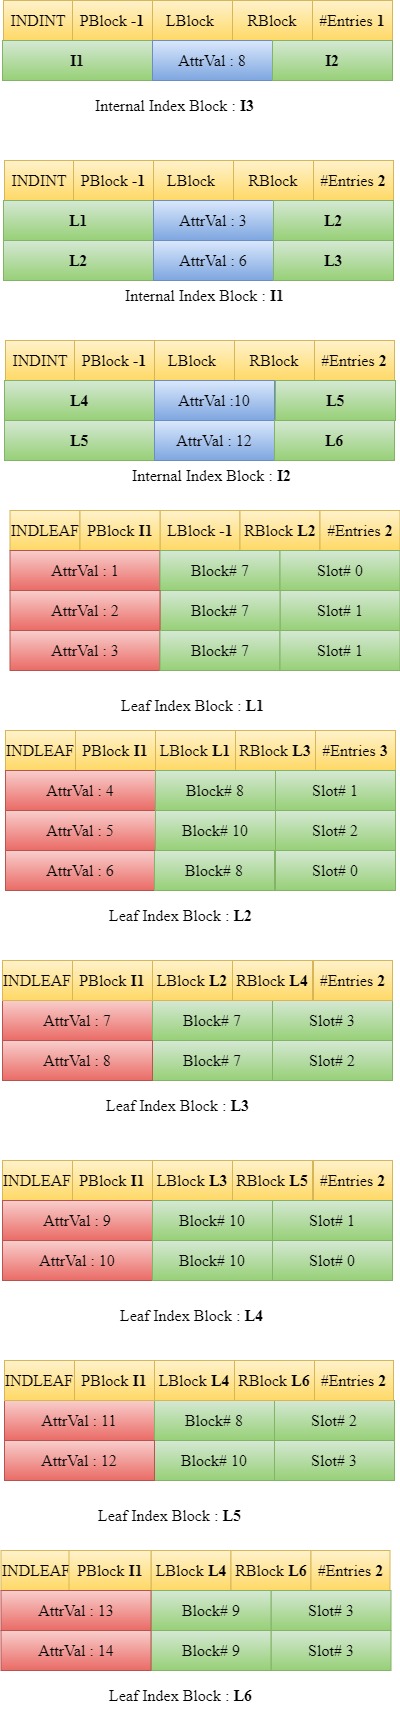 INDINT PBlock -1 LBlock RBlock #Entries 1
I1 AttrVal : 8 I2
Internal Index Block : I3
INDINT PBlock -1 LBlock RBlock #Entries 2
L1 AttrVal : 3 L2
L2 AttrVal : 6 L3
Internal Index Block : I1
INDINT PBlock -1 LBlock RBlock #Entries 2
L4 AttrVal :10 L5
L5 AttrVal : 12 L6
Internal Index Block : I2
INDLEAF PBlock I1 LBlock -1 RBlock L2 #Entries 2
AttrVal : 1 Block# 7 Slot# 0
AttrVal : 2 Block# 7 Slot# 1
AttrVal : 3 Block# 7 Slot# 1
Leaf Index Block : L1
INDLEAF PBlock I1 LBlock L1 RBlock L3 #Entries 3
AttrVal : 4 Block# 8 Slot# 1
AttrVal : 5 Block# 10 Slot# 2
AttrVal : 6 Block# 8 Slot# 0
Leaf Index Block : L2
INDLEAF PBlock I1 LBlock L2 RBlock L4 #Entries 2
AttrVal : 7 Block# 7 Slot# 3
AttrVal : 8 Block# 7 Slot# 2
Leaf Index Block : L3
INDLEAF PBlock I1 LBlock L3 RBlock L5 #Entries 2
AttrVal : 9 Block# 10 Slot# 1
AttrVal : 10 Block# 10 Slot# 0
Leaf Index Block : L4
INDLEAF PBlock I1 LBlock L4 RBlock L6 #Entries 2
AttrVal : 11 Block# 8 Slot# 2
AttrVal : 12 Block# 10 Slot# 3
Leaf Index Block : L5
INDLEAF PBlock I1 LBlock L4 RBlock L6 #Entries 2
AttrVal : 13 Block# 9 Slot# 3
AttrVal : 14 Block# 9 Slot# 3
Leaf Index Block : L6